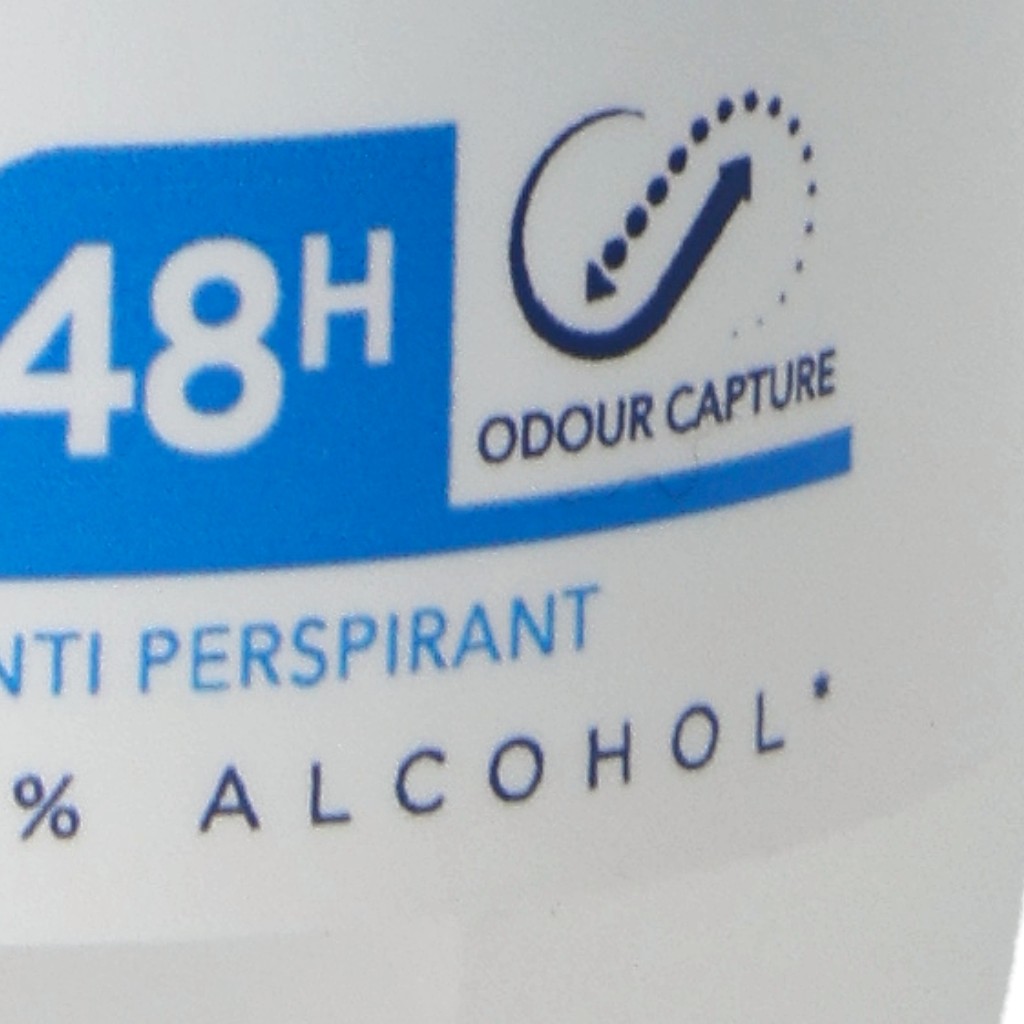 48H
ODOUR CAPTURE
NTI PERSPIRANT
% ALCOHOL*